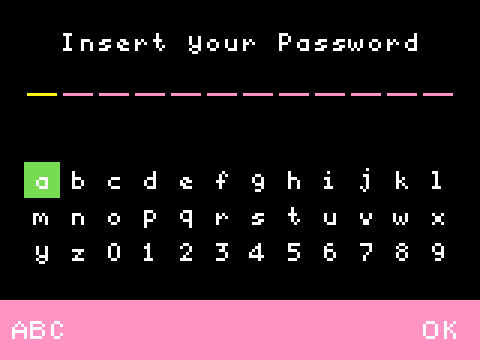 Insert Your Password
a b c d e f g h i j k l
m n o p q r s t u v w x
y z 0 1 2 3 4 5 6 7 8 9
ABC OK